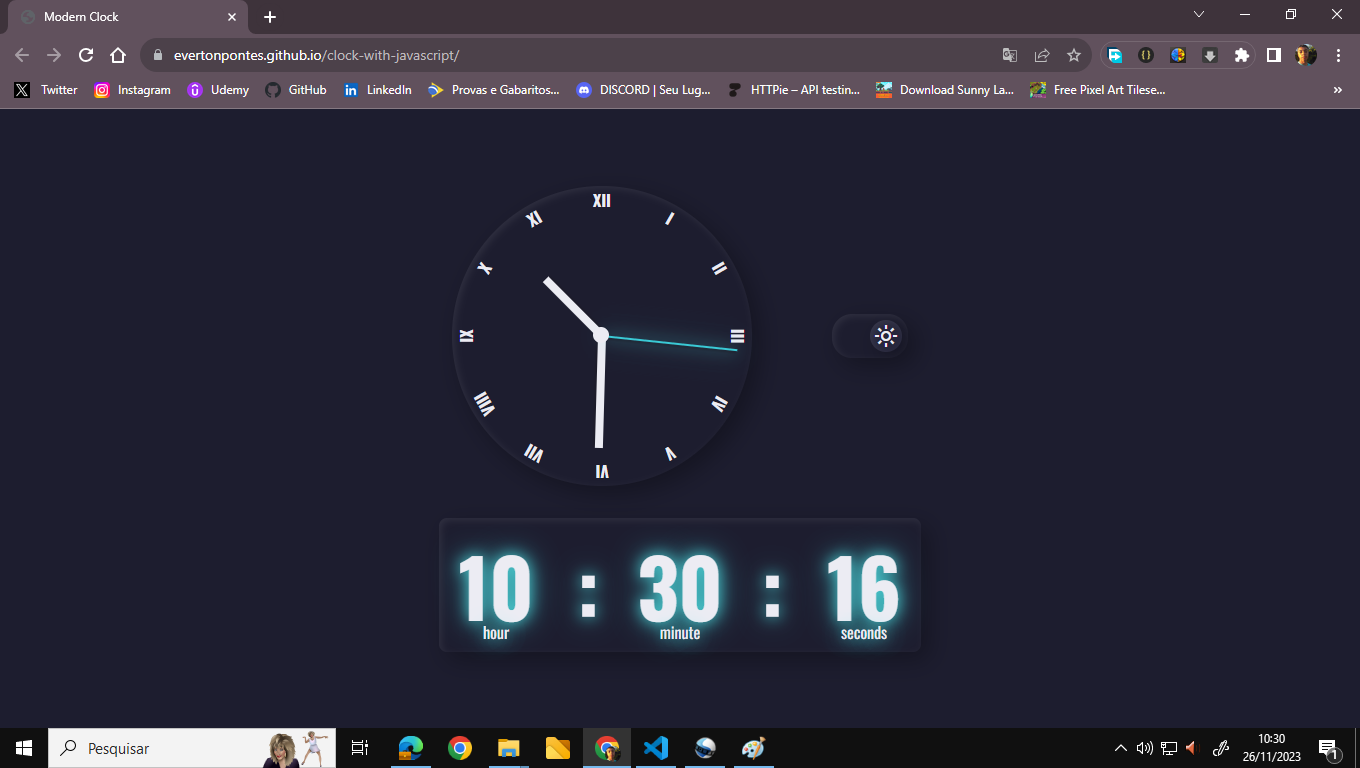 Modern Clock
evertonpontes.github.io/clock-with-javascript/
Twitter Instagram Udemy GitHub LinkedIn Provas e Gabaritos... DISCORD | Seu Lug... HTTPie – API testin... Download Sunny La... Free Pixel Art Tilese... »
XII
I
II
III
IV
V
VI
VII
VIII
IX
X
XI
10 : 30 : 16
hour minute seconds
Pesquisar
10:30
26/11/2023
1